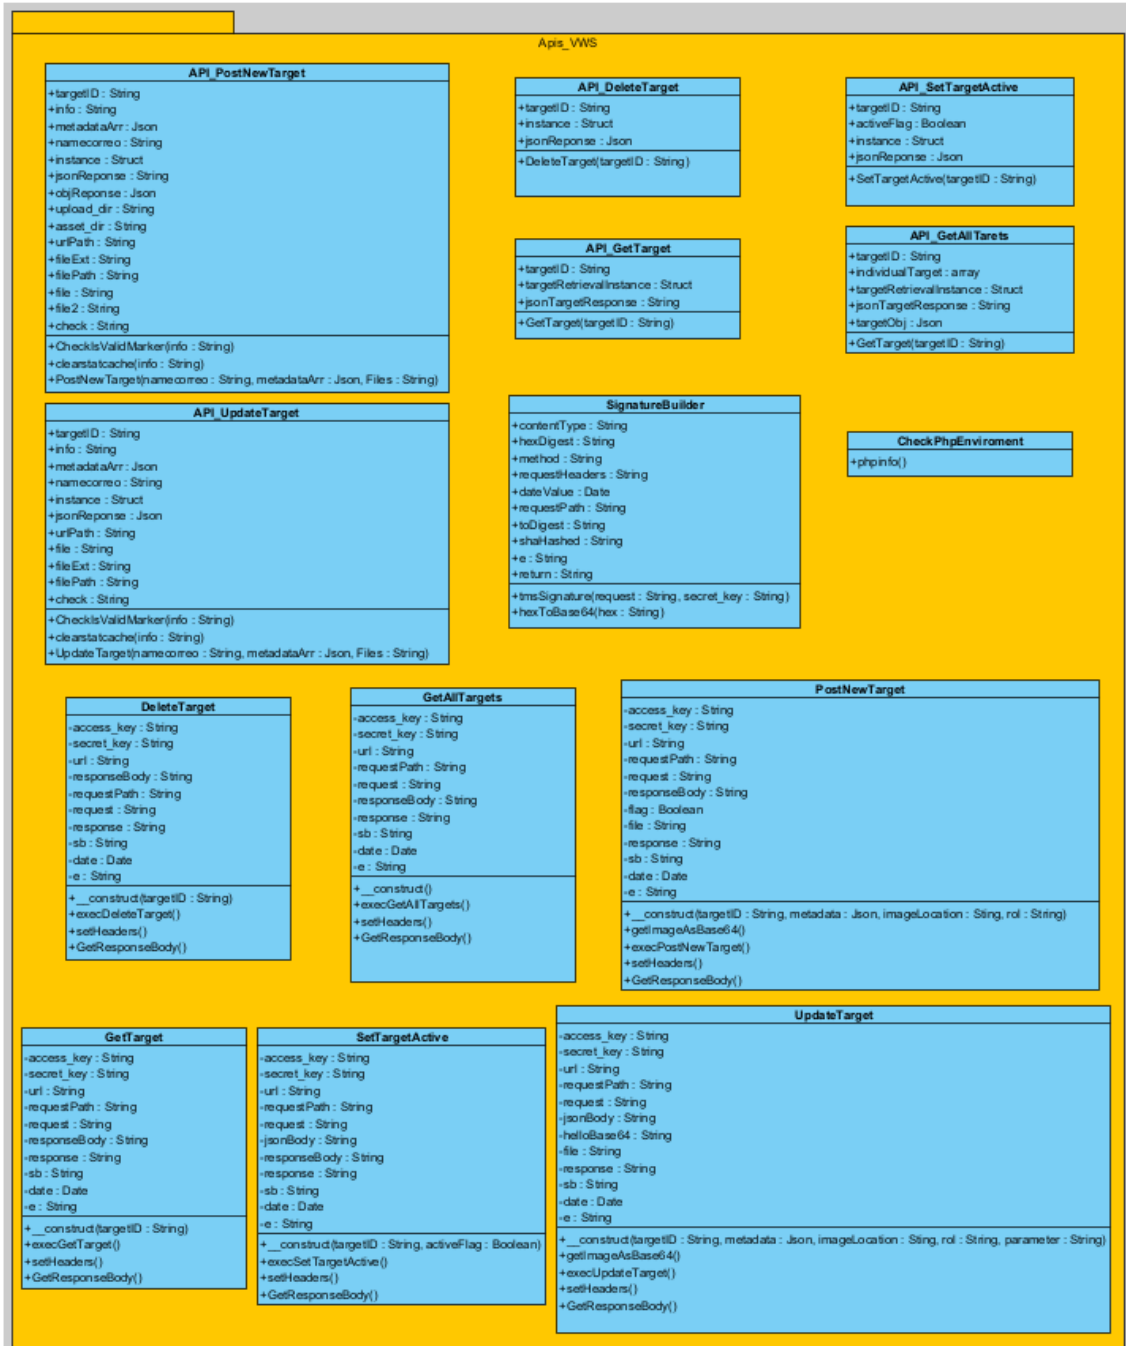 Apis_VWS
API_PostNewTarget
+targetID : String
+info : String
+metadataArr : Json
+namecorreo : String
+instance : Struct
+jsonReponse : String
+objReponse : Json
+upload_dir : String
+asset_dir : String
+urlPath : String
+fileExt : String
+filePath : String
+file : String
+file2 : String
+check : String
+CheckIsValidMarker(info : String)
+clearstatcache(info : String)
+PostNewTarget(namecorreo : String, metadataArr : Json, Files : String)
API_DeleteTarget
+targetID : String
+instance : Struct
+jsonReponse : Json
+DeleteTarget(targetID : String)
API_SetTargetActive
+targetID : String
+activeFlag : Boolean
+instance : Struct
+jsonReponse : Json
+SetTargetActive(targetID : String)
API_GetTarget
+targetID : String
+targetRetrievalInstance : Struct
+jsonTargetResponse : String
+GetTarget(targetID : String)
API_GetAllTarets
+targetID : String
+individualTarget : array
+targetRetrievalInstance : Struct
+jsonTargetResponse : String
+targetObj : Json
+GetTarget(targetID : String)
API_UpdateTarget
+targetID : String
+info : String
+metadataArr : Json
+namecorreo : String
+instance : Struct
+jsonReponse : Json
+urlPath : String
+file : String
+fileExt : String
+filePath : String
+check : String
+CheckIsValidMarker(info : String)
+clearstatcache(info : String)
+UpdateTarget(namecorreo : String, metadataArr : Json, Files : String)
SignatureBuilder
+contentType : String
+hexDigest : String
+method : String
+requestHeaders : String
+dateValue : Date
+requestPath : String
+toDigest : String
+shaHashed : String
+e : String
+return : String
+tmsSignature(request : String, secret_key : String)
+hexToBase64(hex : String)
CheckPhpEnviroment
+phpinfo()
DeleteTarget
-access_key : String
-secret_key : String
-url : String
-responseBody : String
-requestPath : String
-request : String
-response : String
-sb : String
-date : Date
-e : String
+__construct(targetID : String)
+execDeleteTarget()
+setHeaders()
+GetResponseBody()
GetAllTargets
-access_key : String
-secret_key : String
-url : String
-requestPath : String
-request : String
-responseBody : String
-response : String
-sb : String
-date : Date
-e : String
+__construct()
+execGetAllTargets()
+setHeaders()
+GetResponseBody()
PostNewTarget
-access_key : String
-secret_key : String
-url : String
-requestPath : String
-request : String
-responseBody : String
-flag : Boolean
-file : String
-response : String
-sb : String
-date : Date
-e : String
+__construct(targetID : String, metadata : Json, imageLocation : Sting, rol : String)
+getImageAsBase64()
+execPostNewTarget()
+setHeaders()
+GetResponseBody()
GetTarget
-access_key : String
-secret_key : String
-url : String
-requestPath : String
-request : String
-responseBody : String
-response : String
-sb : String
-date : Date
-e : String
+__construct(targetID : String)
+execGetTarget()
+setHeaders()
+GetResponseBody()
SetTargetActive
-access_key : String
-secret_key : String
-url : String
-requestPath : String
-request : String
-jsonBody : String
-responseBody : String
-response : String
-sb : String
-date : Date
-e : String
+__construct(targetID : String, activeFlag : Boolean)
+execSetTargetActive()
+setHeaders()
+GetResponseBody()
UpdateTarget
-access_key : String
-secret_key : String
-url : String
-requestPath : String
-request : String
-jsonBody : String
-helloBase64 : String
-file : String
-response : String
-sb : String
-date : Date
-e : String
+__construct(targetID : String, metadata : Json, imageLocation : Sting, rol : String, parameter : String)
+getImageAsBase64()
+execUpdateTarget()
+setHeaders()
+GetResponseBody()